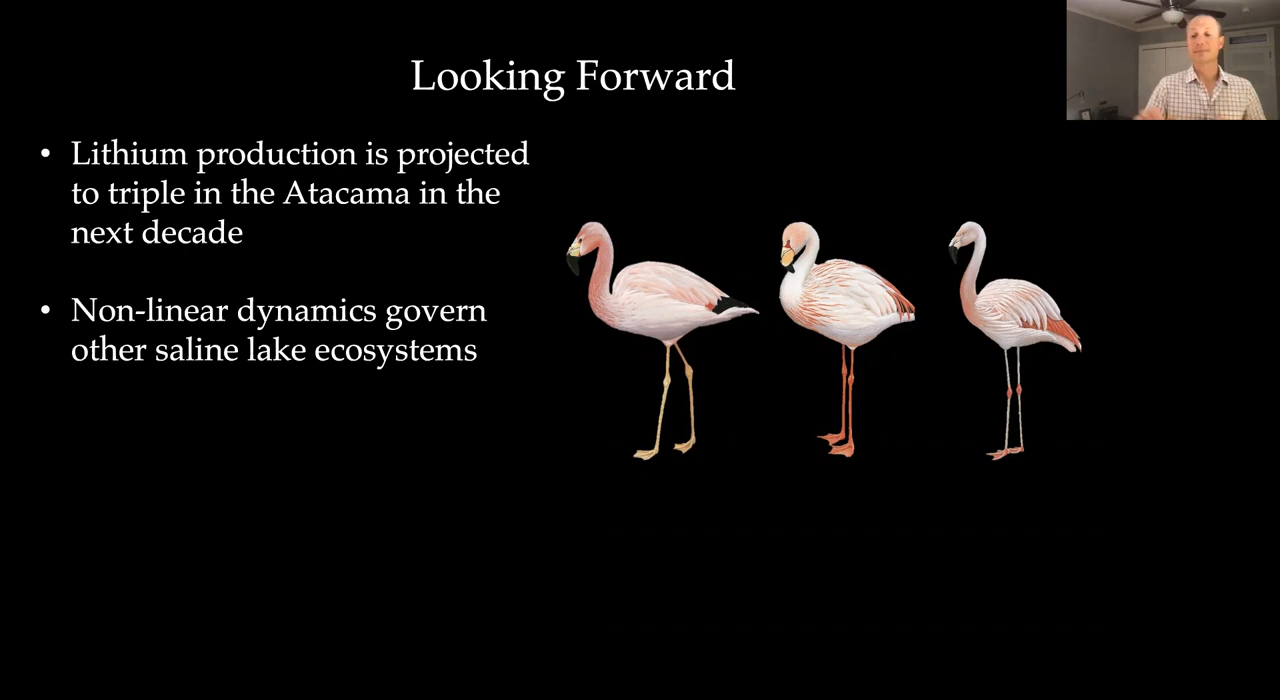 Looking Forward
• Lithium production is projected
to triple in the Atacama in the
next decade
• Non-linear dynamics govern
other saline lake ecosystems